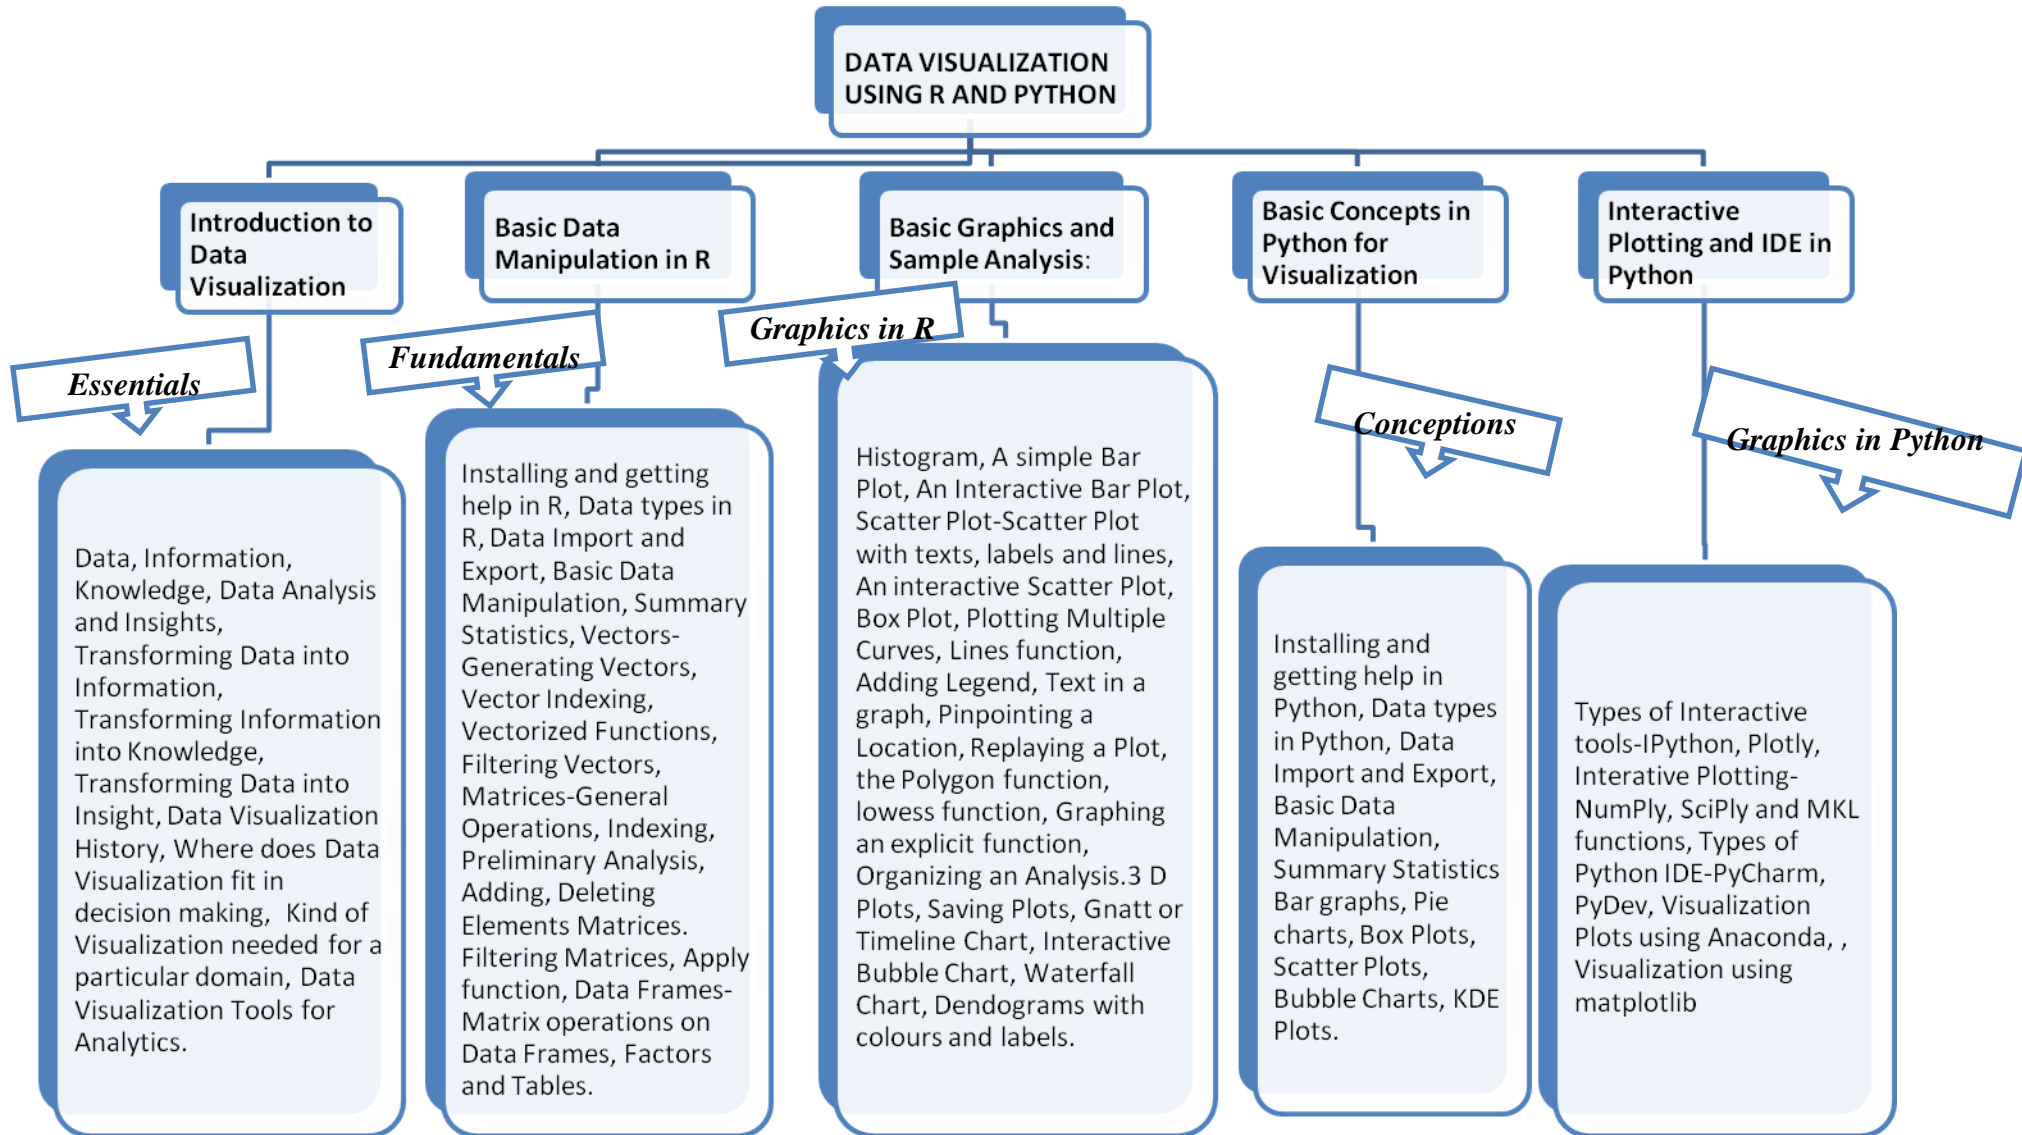 DATA VISUALIZATION
USING R AND PYTHON
Introduction to
Data
Visualization
Basic Data
Manipulation in R
Basic Graphics and
Sample Analysis:
Basic Concepts in
Python for
Visualization
Interactive
Plotting and IDE in
Python
Essentials
Fundamentals
Graphics in R
Conceptions
Graphics in Python
Data, Information,
Knowledge, Data Analysis
and Insights,
Transforming Data into
Information,
Transforming Information
into Knowledge,
Transforming Data into
Insight, Data Visualization
History, Where does Data
Visualization fit in
decision making, Kind of
Visualization needed for a
particular domain, Data
Visualization Tools for
Analytics.
Installing and getting
help in R, Data types in
R, Data Import and
Export, Basic Data
Manipulation, Summary
Statistics, Vectors-
Generating Vectors,
Vector Indexing,
Vectorized Functions,
Filtering Vectors,
Matrices-General
Operations, Indexing,
Preliminary Analysis,
Adding, Deleting
Elements Matrices.
Filtering Matrices, Apply
function, Data Frames-
Matrix operations on
Data Frames, Factors
and Tables.
Histogram, A simple Bar
Plot, An Interactive Bar Plot,
Scatter Plot-Scatter Plot
with texts, labels and lines,
An interactive Scatter Plot,
Box Plot, Plotting Multiple
Curves, Lines function,
Adding Legend, Text in a
graph, Pinpointing a
Location, Replaying a Plot,
the Polygon function,
lowess function, Graphing
an explicit function,
Organizing an Analysis.3 D
Plots, Saving Plots, Gnatt or
Timeline Chart, Interactive
Bubble Chart, Waterfall
Chart, Dendograms with
colours and labels.
Installing and
getting help in
Python, Data types
in Python, Data
Import and Export,
Basic Data
Manipulation,
Summary Statistics
Bar graphs, Pie
charts, Box Plots,
Scatter Plots,
Bubble Charts, KDE
Plots.
Types of Interactive
tools-IPython, Plotly,
Interative Plotting-
NumPly, SciPly and MKL
functions, Types of
Python IDE-PyCharm,
PyDev, Visualization
Plots using Anaconda, ,
Visualization using
matplotlib